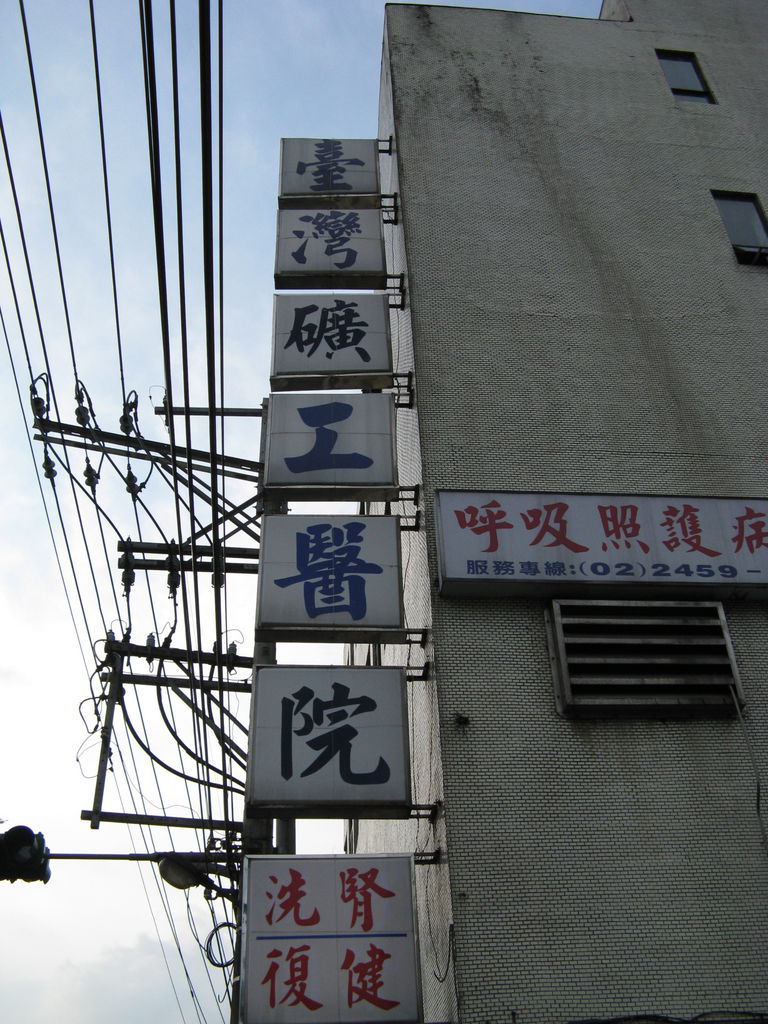 臺灣礦工醫院
洗腎
復健
呼吸照護病
服務專線:(02)2459-